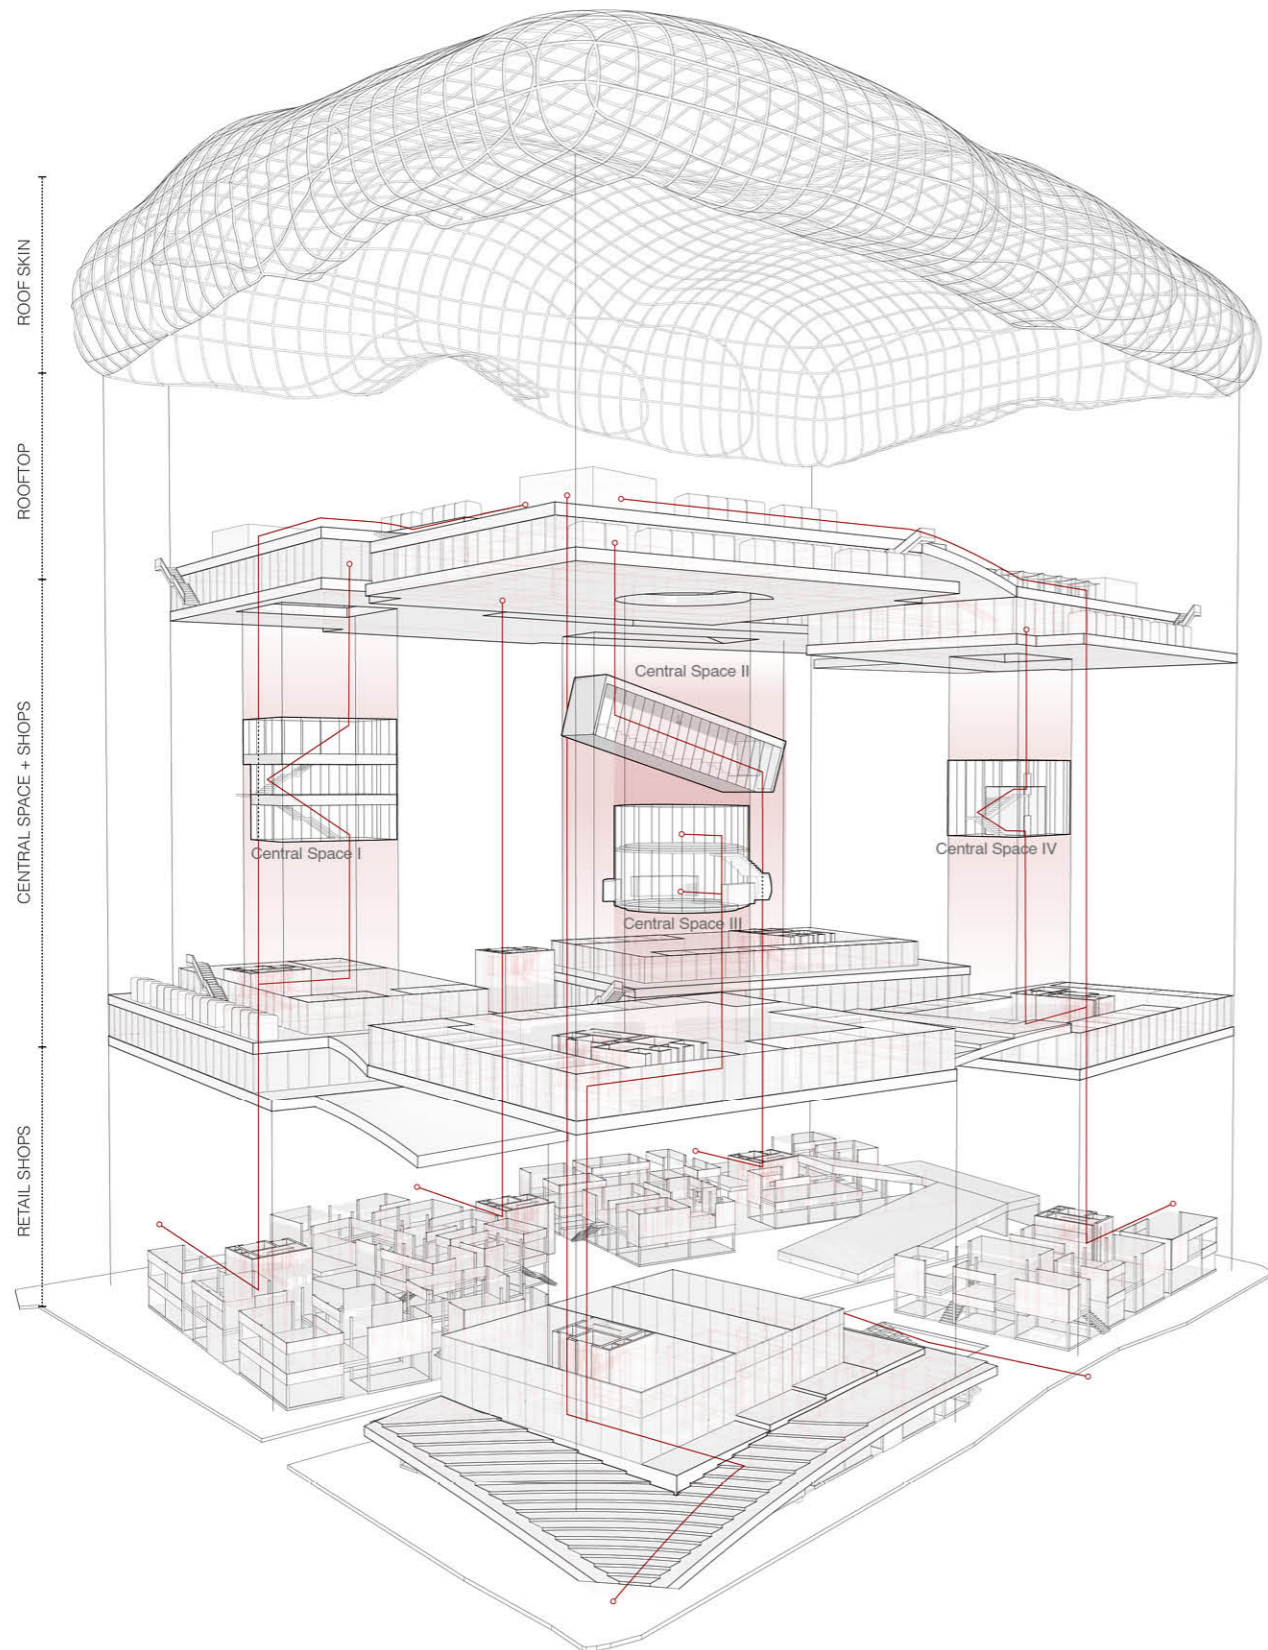 ROOF SKIN
ROOFTOP
CENTRAL SPACE + SHOPS
RETAIL SHOPS
Central Space II
Central Space I
Central Space IV
Central Space III